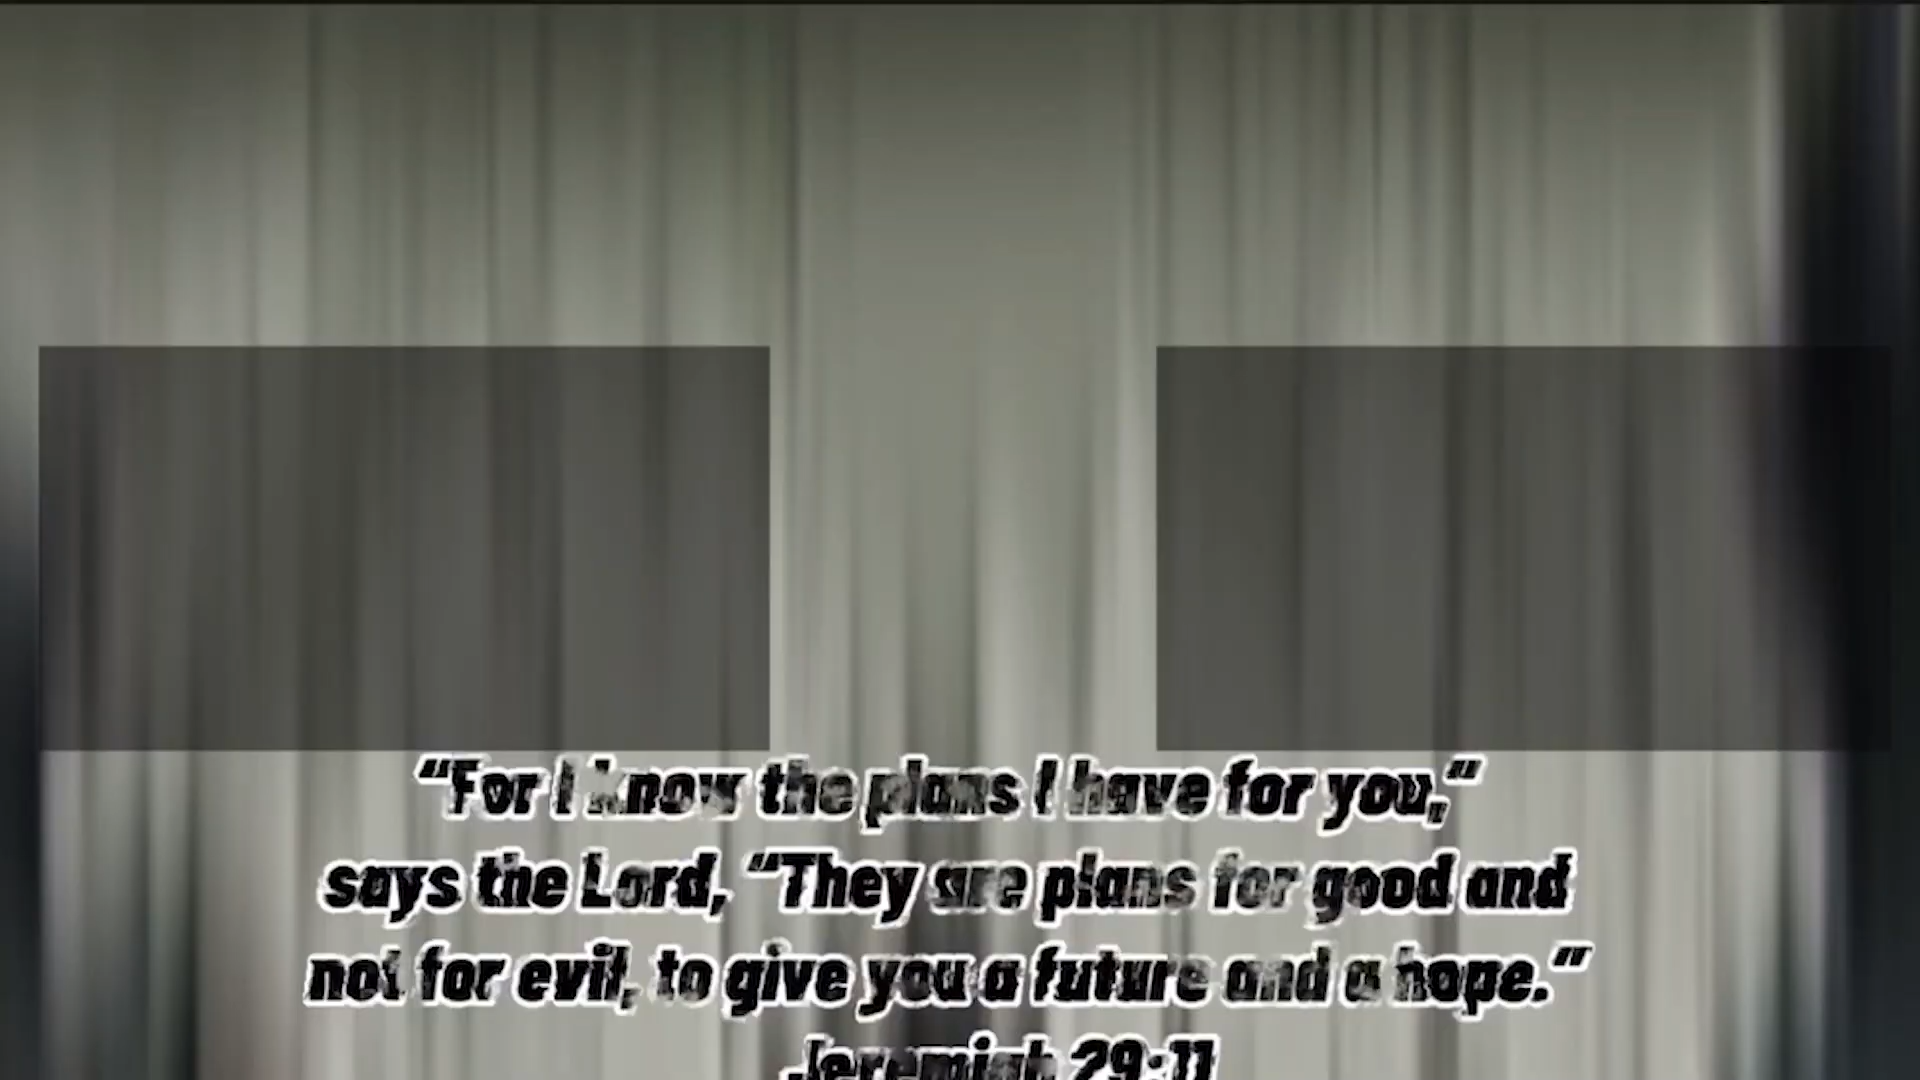 “For I know the plans I have for you,“
says the Lord, “They are plans for good and
not for evil, to give you a future and a hope.”
Jeremiah 29:11